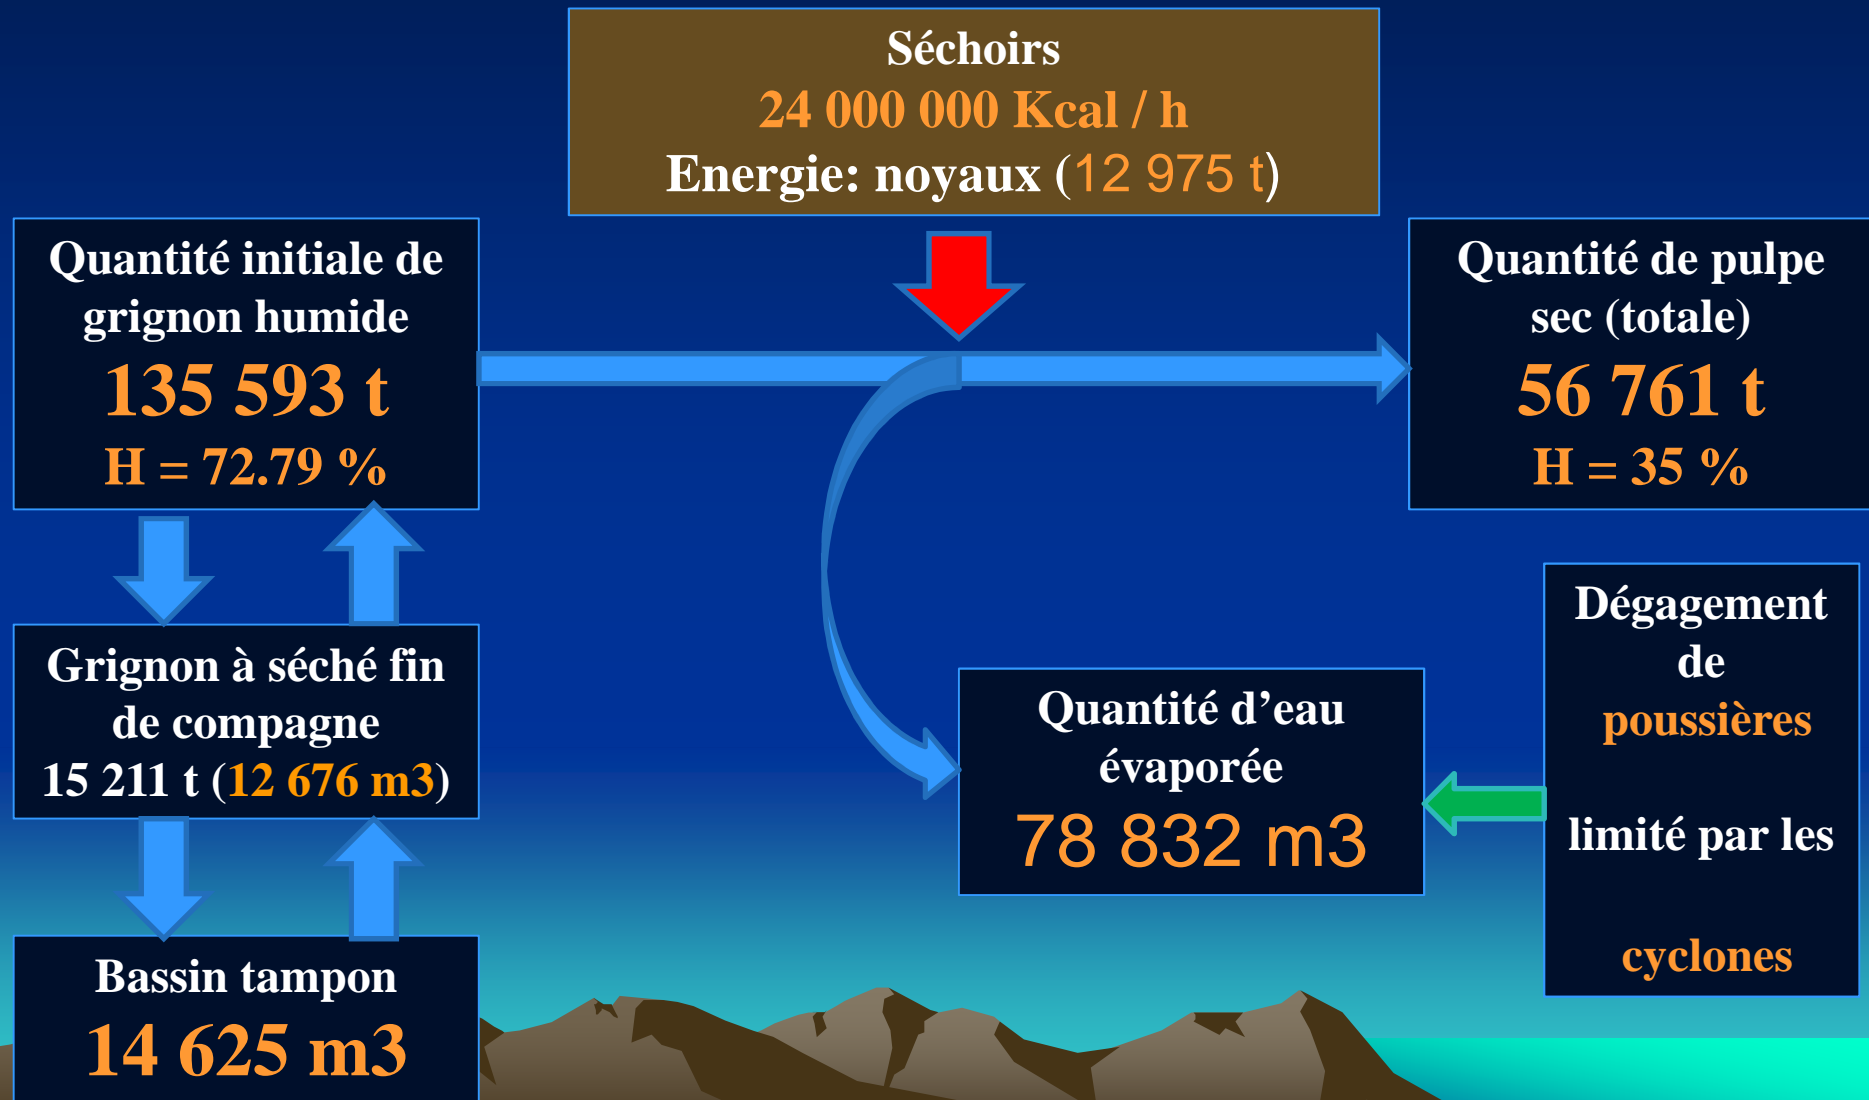 Séchoirs
24 000 000 Kcal / h
Energie: noyaux (12 975 t)
Quantité initiale de
grignon humide
135 593 t
H = 72.79 %
Quantité de pulpe
sec (totale)
56 761 t
H = 35 %
Grignon à séché fin
de compagne
15 211 t (12 676 m3)
Quantité d’eau
évaporée
78 832 m3
Dégagement
de
poussières
limité par les
cyclones
Bassin tampon
14 625 m3